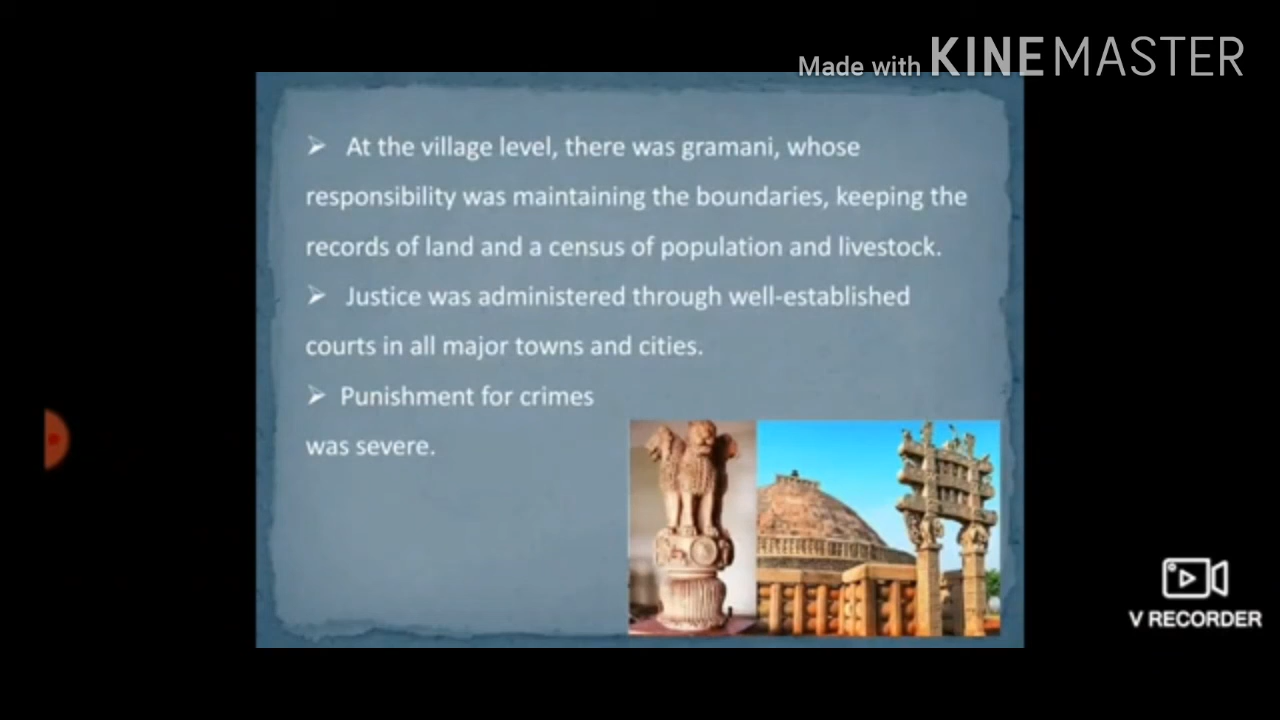 Made with KINEMASTER
➤ At the village level, there was gramani, whose
responsibility was maintaining the boundaries, keeping the
records of land and a census of population and livestock.
➤ Justice was administered through well-established
courts in all major towns and cities.
➤ Punishment for crimes
was severe.
V RECORDER